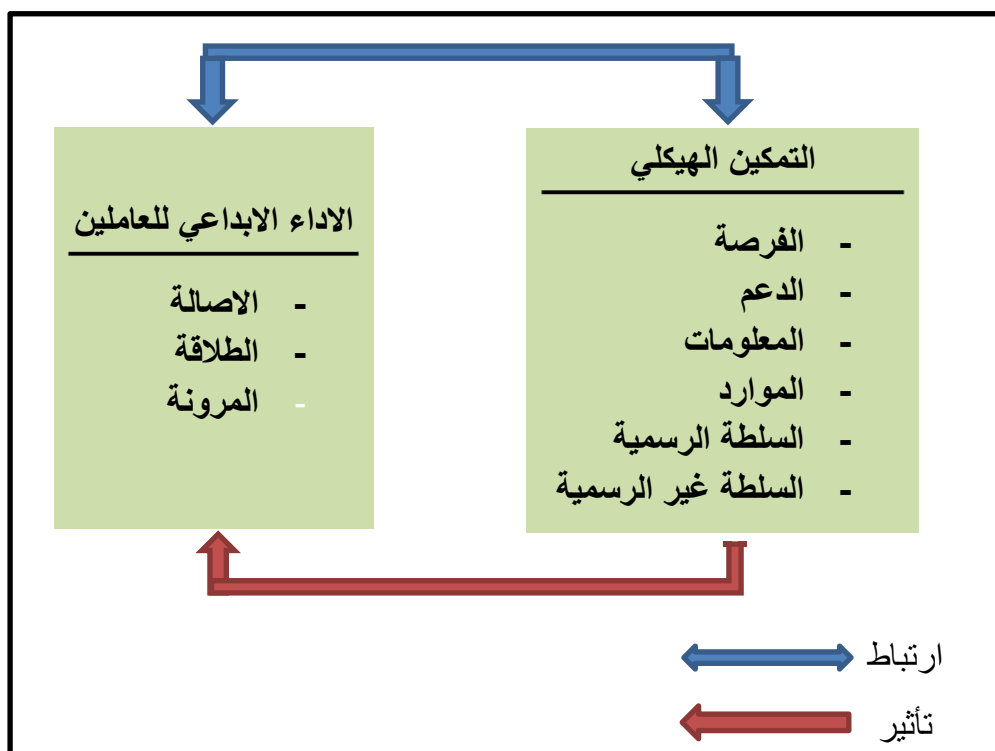 التمكين الهيكلي
- الفرصة
- الدعم
- المعلومات
- الموارد
- السلطة الرسمية
- السلطة غير الرسمية
الاداء الابداعي للعاملين
- الاصالة
- الطلاقة
- المرونة
ارتباط
تأثير